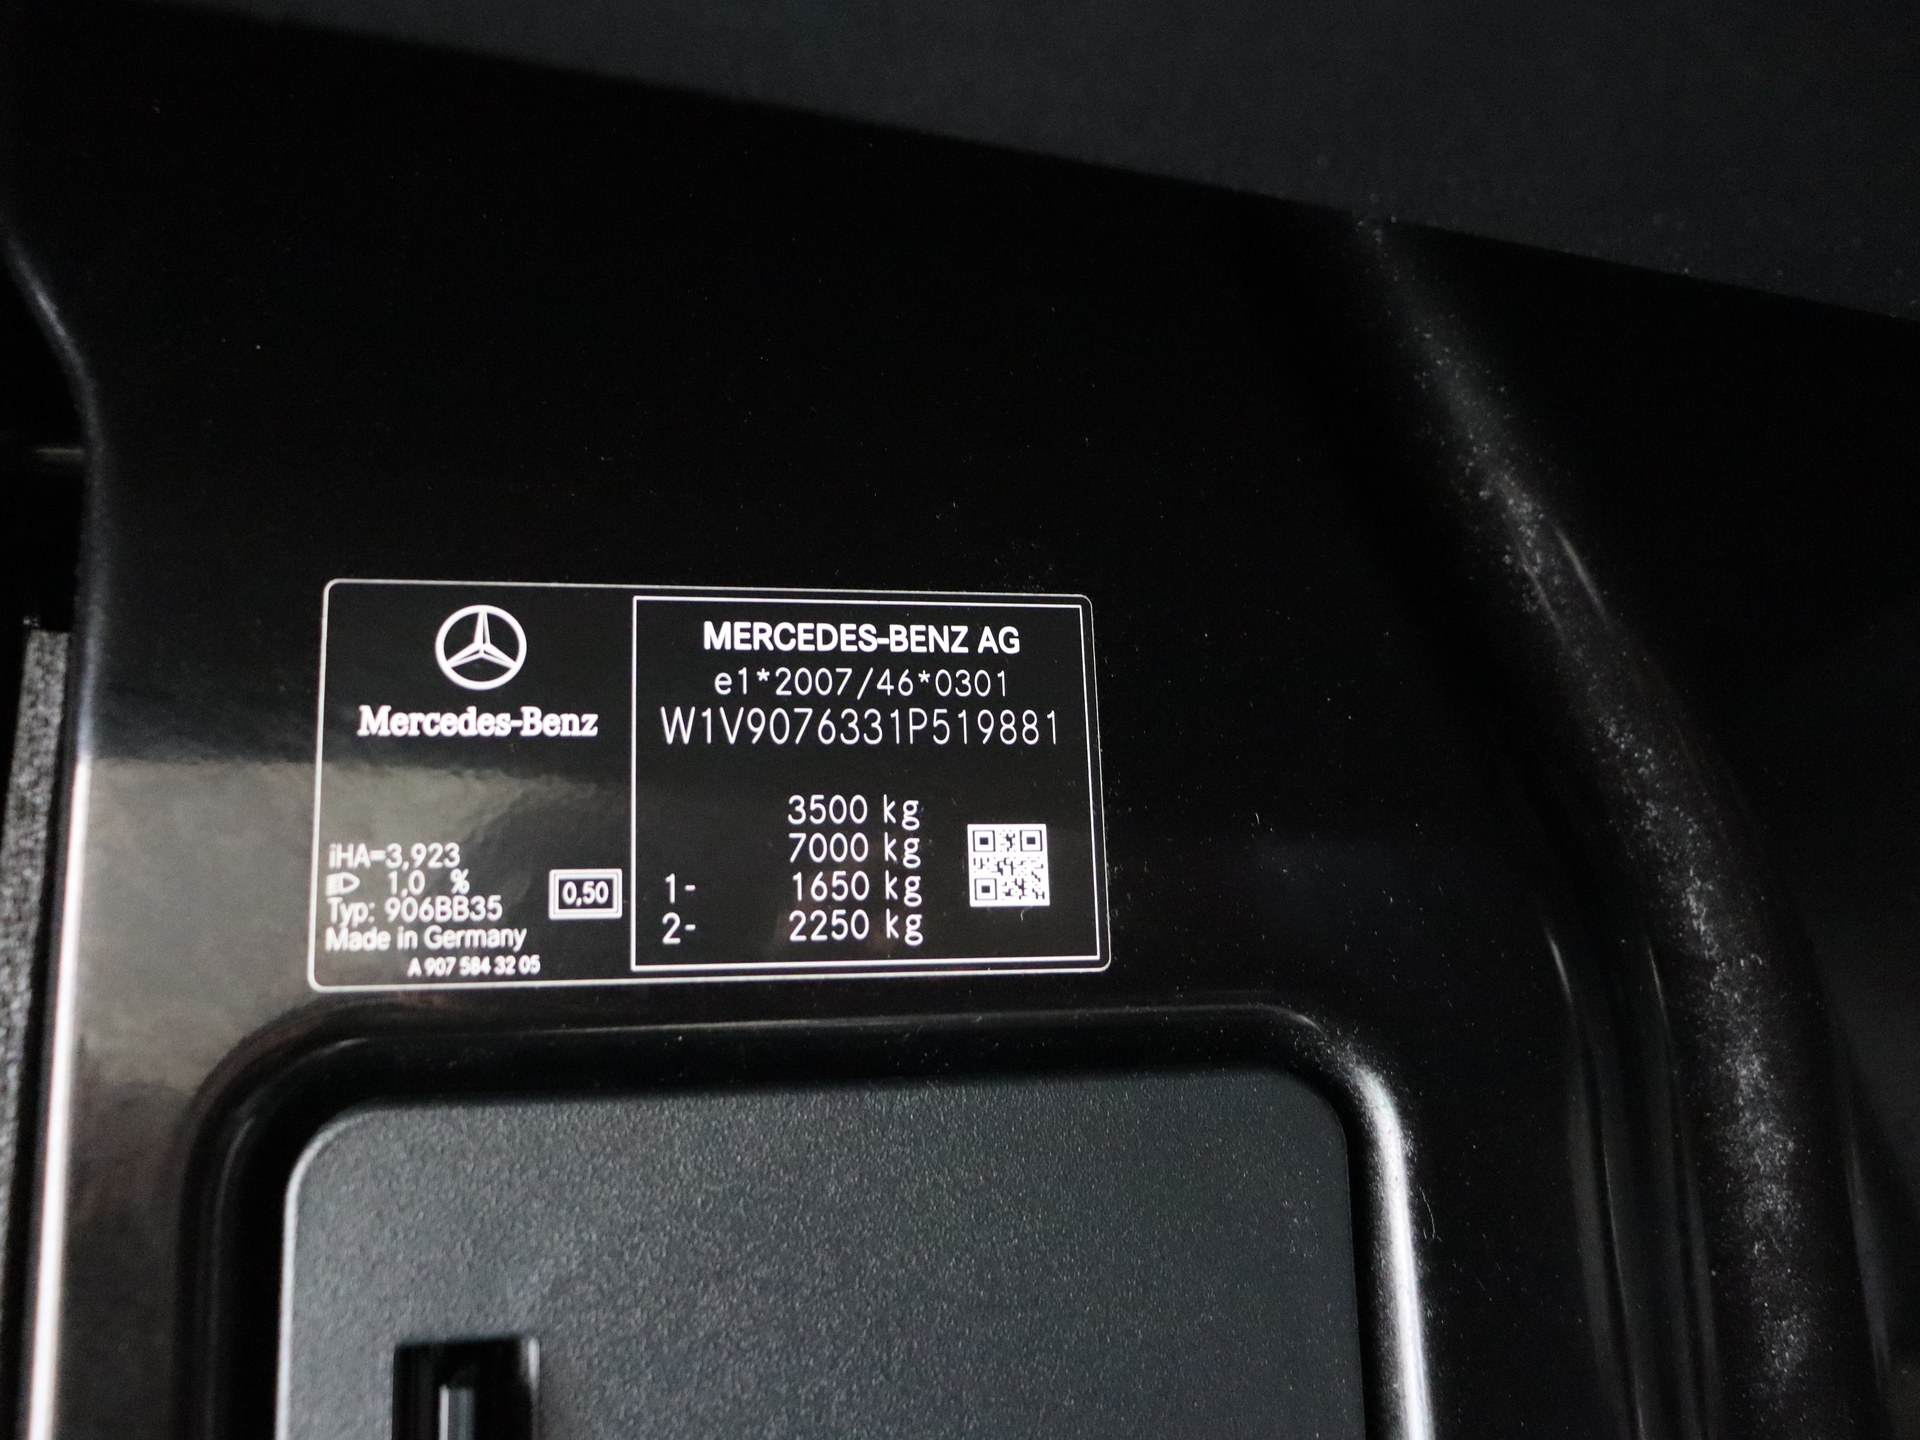 Mercedes-Benz
iHA=3,923
1,0 %
Typ: 906BB35
Made in Germany
A 907 584 32 05
0,50
MERCEDES-BENZ AG
e1*2007/46*0301
W1V9076331P519881
3500 kg
7000 kg
1- 1650 kg
2- 2250 kg